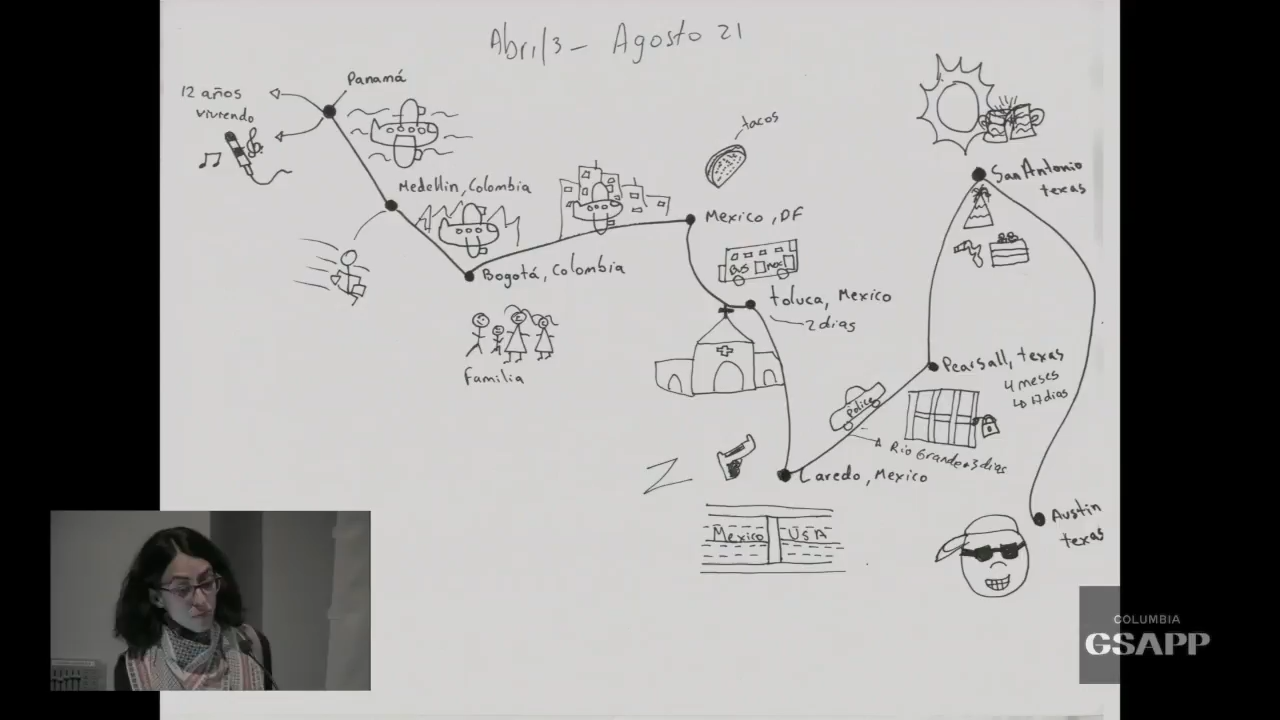 Abril 3 - Agosto 21
Panamá
12 años
viviendo
Medellin, Colombia
Bogotá, Colombia
Familia
tacos
Mexico, DF
BUS
toluca, Mexico
2 dias
Laredo, Mexico
Mexico
USA
Police
Rio Grande → 3 dias
Pearsall, texas
4 meses
17 dias
San Antonio
texas
Austin
texas
COLUMBIA
GSAPP